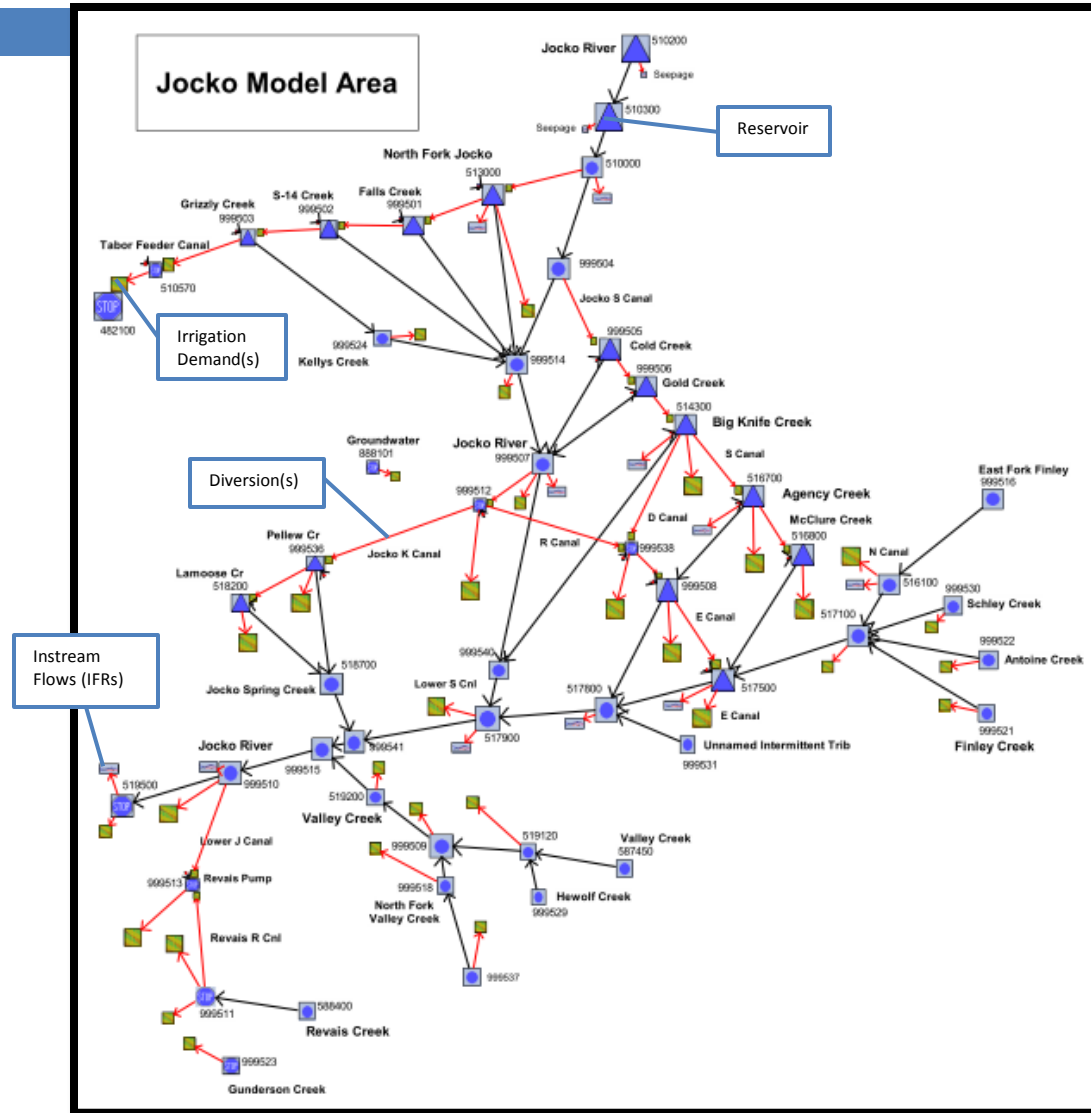 Jocko Model Area
Jocko River
510200
Seepage
510300
Seepage
Reservoir
510000
North Fork Jocko
513000
Falls Creek
999501
S-14 Creek
999502
Grizzly Creek
999503
Tabor Feeder Canal
510570
STOP
482100
Irrigation
Demand(s)
999504
Jocko S Canal
999505
Cold Creek
999506
Gold Creek
999524
Kellys Creek
999514
514300
Big Knife Creek
Groundwater
888101
Jocko River
999507
S Canal
516700
Agency Creek
East Fork Finley
999516
Diversion(s)
999512
D Canal
McClure Creek
516800
Pellew Cr
999536
Jocko K Canal
R Canal
999538
N Canal
516100
999530
Schley Creek
Lamoose Cr
518200
999508
517100
999522
Antoine Creek
E Canal
Instream
Flows (IFRs)
518700
Jocko Spring Creek
999540
Lower S Cnl
517800
517500
E Canal
999521
Finley Creek
517900
Unnamed Intermittent Trib
999531
Jocko River
999541
999515
999510
519500
STOP
519200
Valley Creek
Lower J Canal
999509
519120
Valley Creek
587450
999513
Revais Pump
999518
North Fork
Valley Creek
Hewolf Creek
999529
Revais R Cnl
999537
STOP
999511
588400
Revais Creek
999523
Gunderson Creek